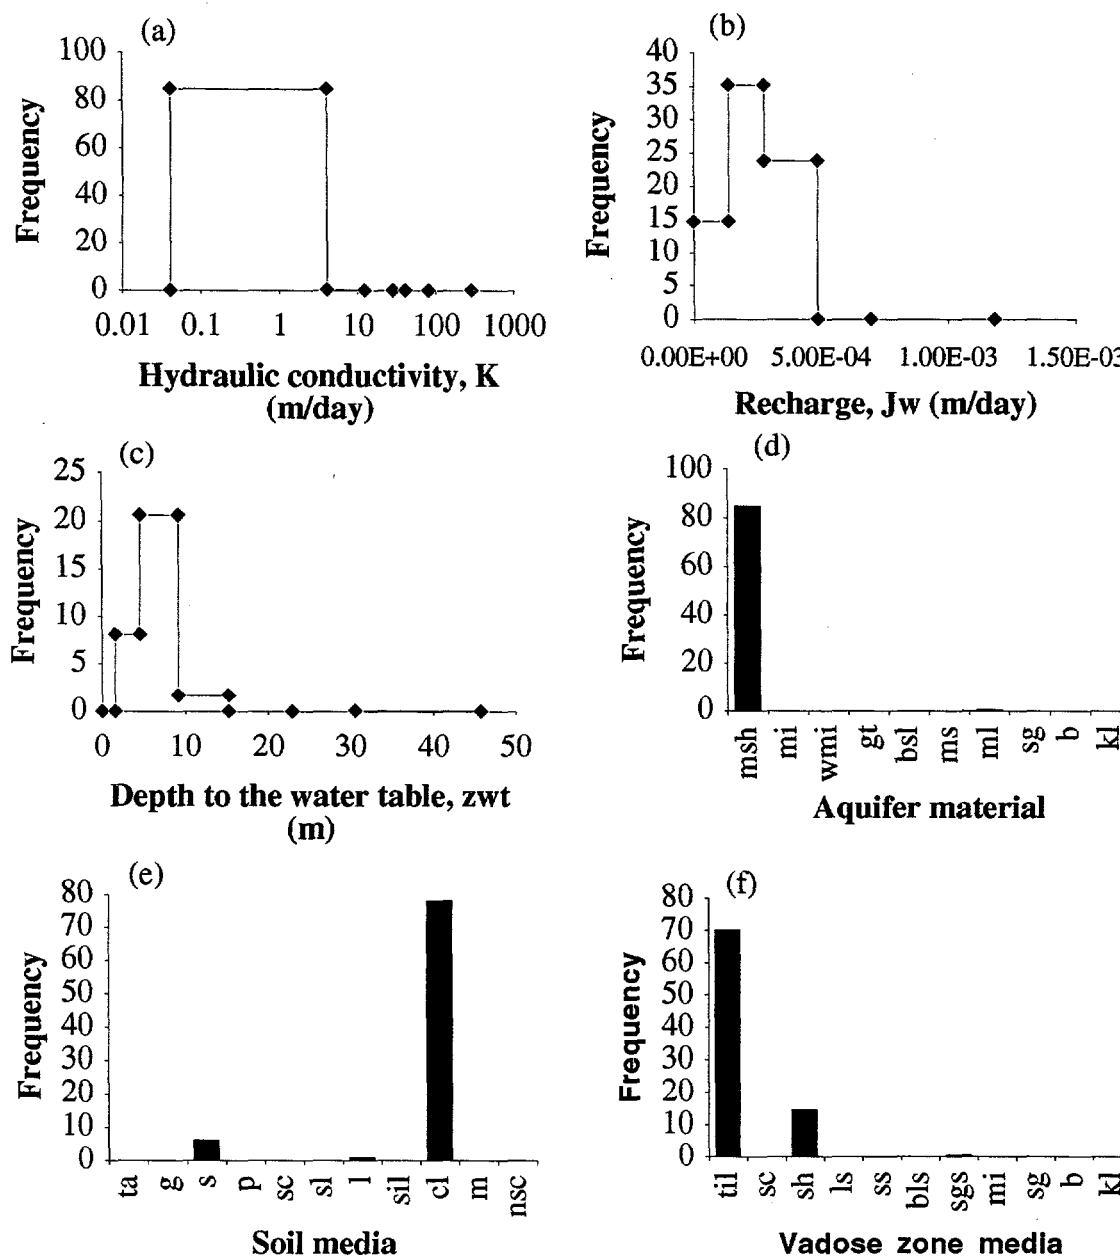 (a)
Frequency
100
80
60
40
20
0
0.01 0.1 1 10 100 1000
Hydraulic conductivity, K
(m/day)
(b)
Frequency
40
35
30
25
20
15
10
5
0
0.00E+00 5.00E-04 1.00E-03 1.50E-03
Recharge, Jw (m/day)
(c)
Frequency
25
20
15
10
5
0
0 10 20 30 40 50
Depth to the water table, zwt
(m)
(d)
Frequency
100
80
60
40
20
0
msh mi wmi gt bsl ms ml sg b kl
Aquifer material
(e)
Frequency
80
70
60
50
40
30
20
10
0
ta g s p sc sl l sil cl m nsc
Soil media
(f)
Frequency
80
70
60
50
40
30
20
10
0
til sc sh ls ss bls sgs mi sg b kl
Vadose zone media